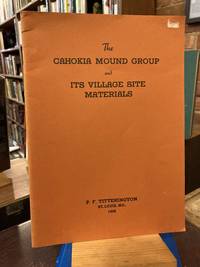 The
CAHOKIA MOUND GROUP
and
ITS VILLAGE SITE
MATERIALS
P. F. TITTERINGTON
ST. LOUIS, MO.
1938